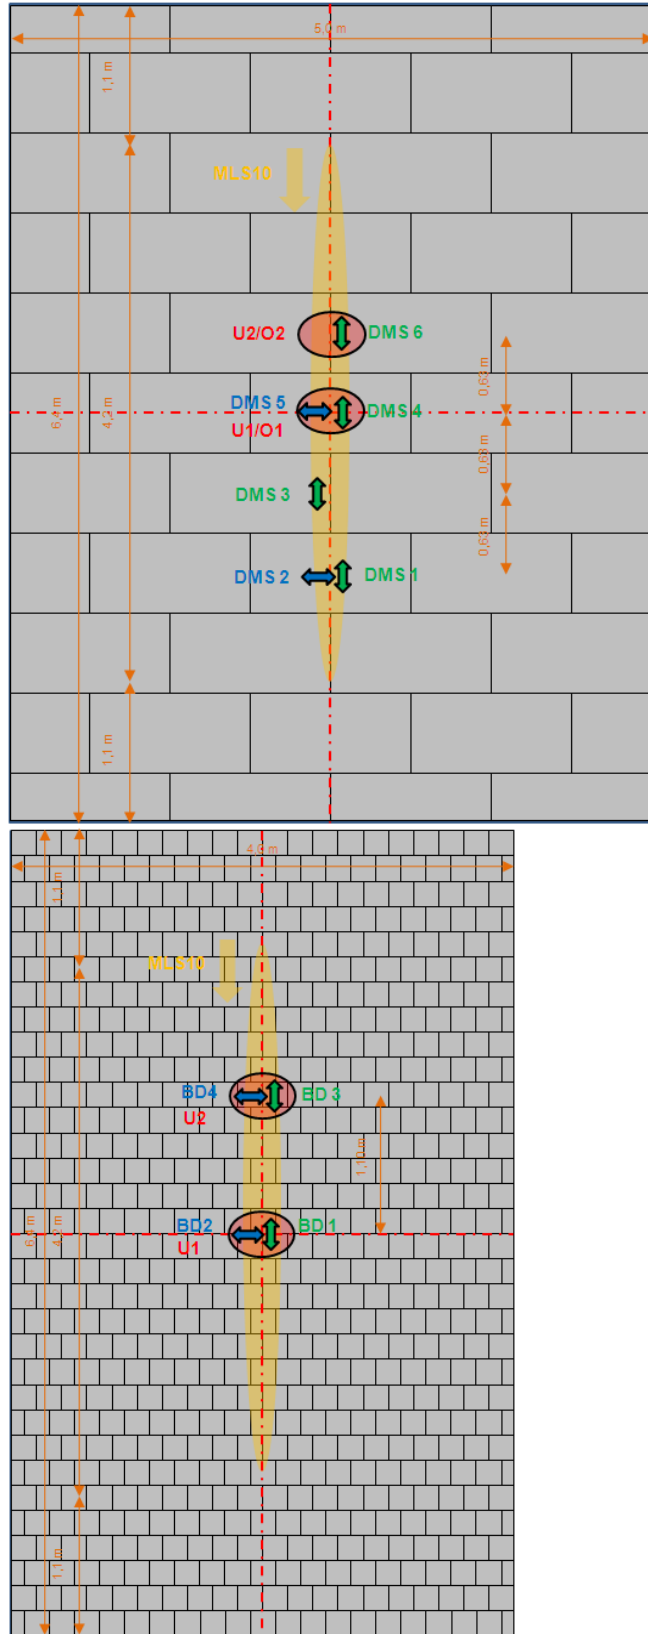 5,0 m
1,1 m
MLS10
U2/O2
DMS 6
0,63 m
6,4 m
4,2 m
DMS 5
DMS 4
U1/O1
0,63 m
DMS 3
0,63 m
DMS 2
DMS 1
1,1 m
4,0 m
1,1 m
MLS10
BD4
BD 3
U2
1,10 m
BD2
BD 1
U1
6,4 m
4,2 m
1,1 m